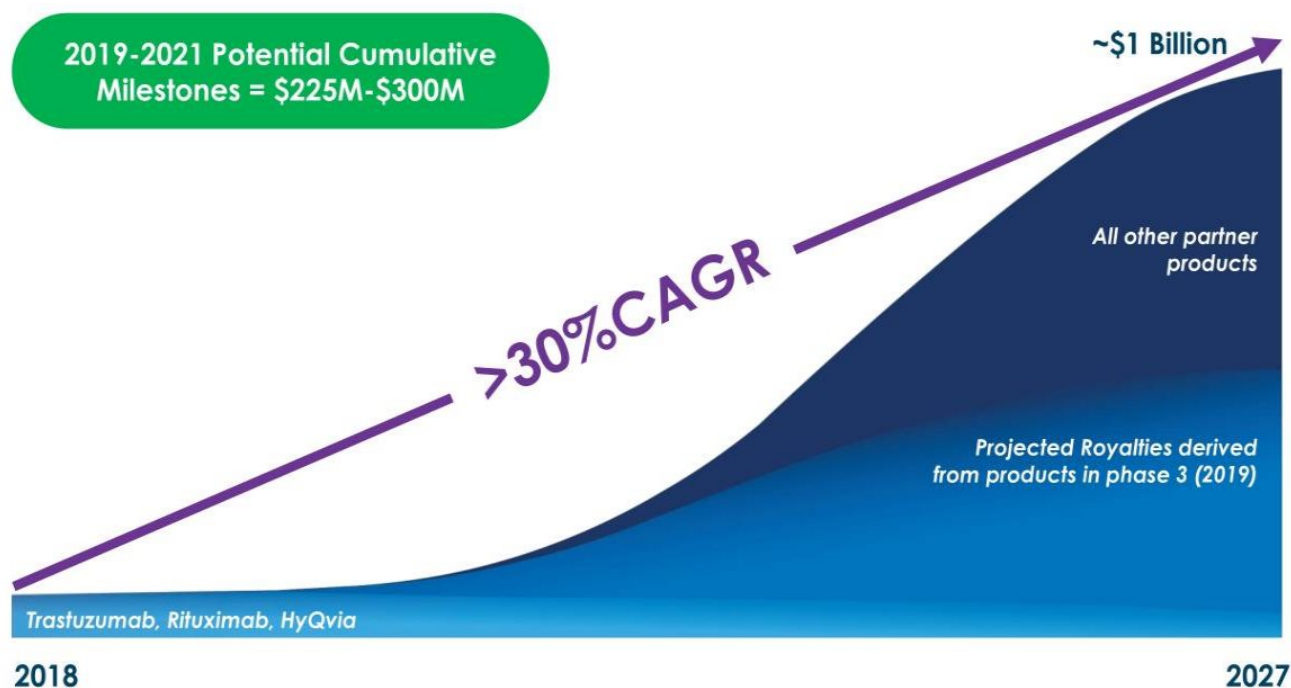 2019-2021 Potential Cumulative
Milestones = $225M-$300M
~$1 Billion
>30%CAGR
All other partner
products
Projected Royalties derived
from products in phase 3 (2019)
Trastuzumab, Rituximab, HyQvia
2018
2027